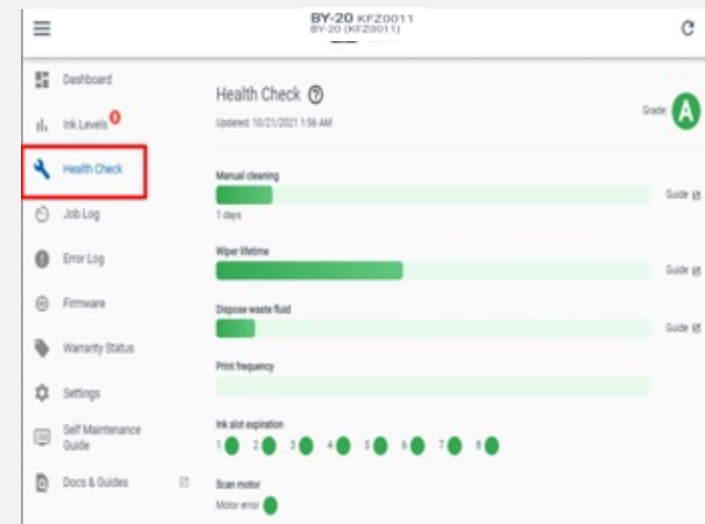 BY-20 KFZ0011
BY-20 (KFZ0011)
Dashboard
Ink Levels
Health Check
Job Log
Error Log
Firmware
Warranty Status
Settings
Self Maintenance
Guide
Docs & Guides
Health Check
Updated: 10/21/2021 1:56 AM
Grade: A
Manual cleaning
Guide
1 days
Wiper lifetime
Guide
Dispose waste fluid
Guide
Print frequency
Ink slot expiration
1 2 3 4 5 6 7 8
Scan motor
Motor error